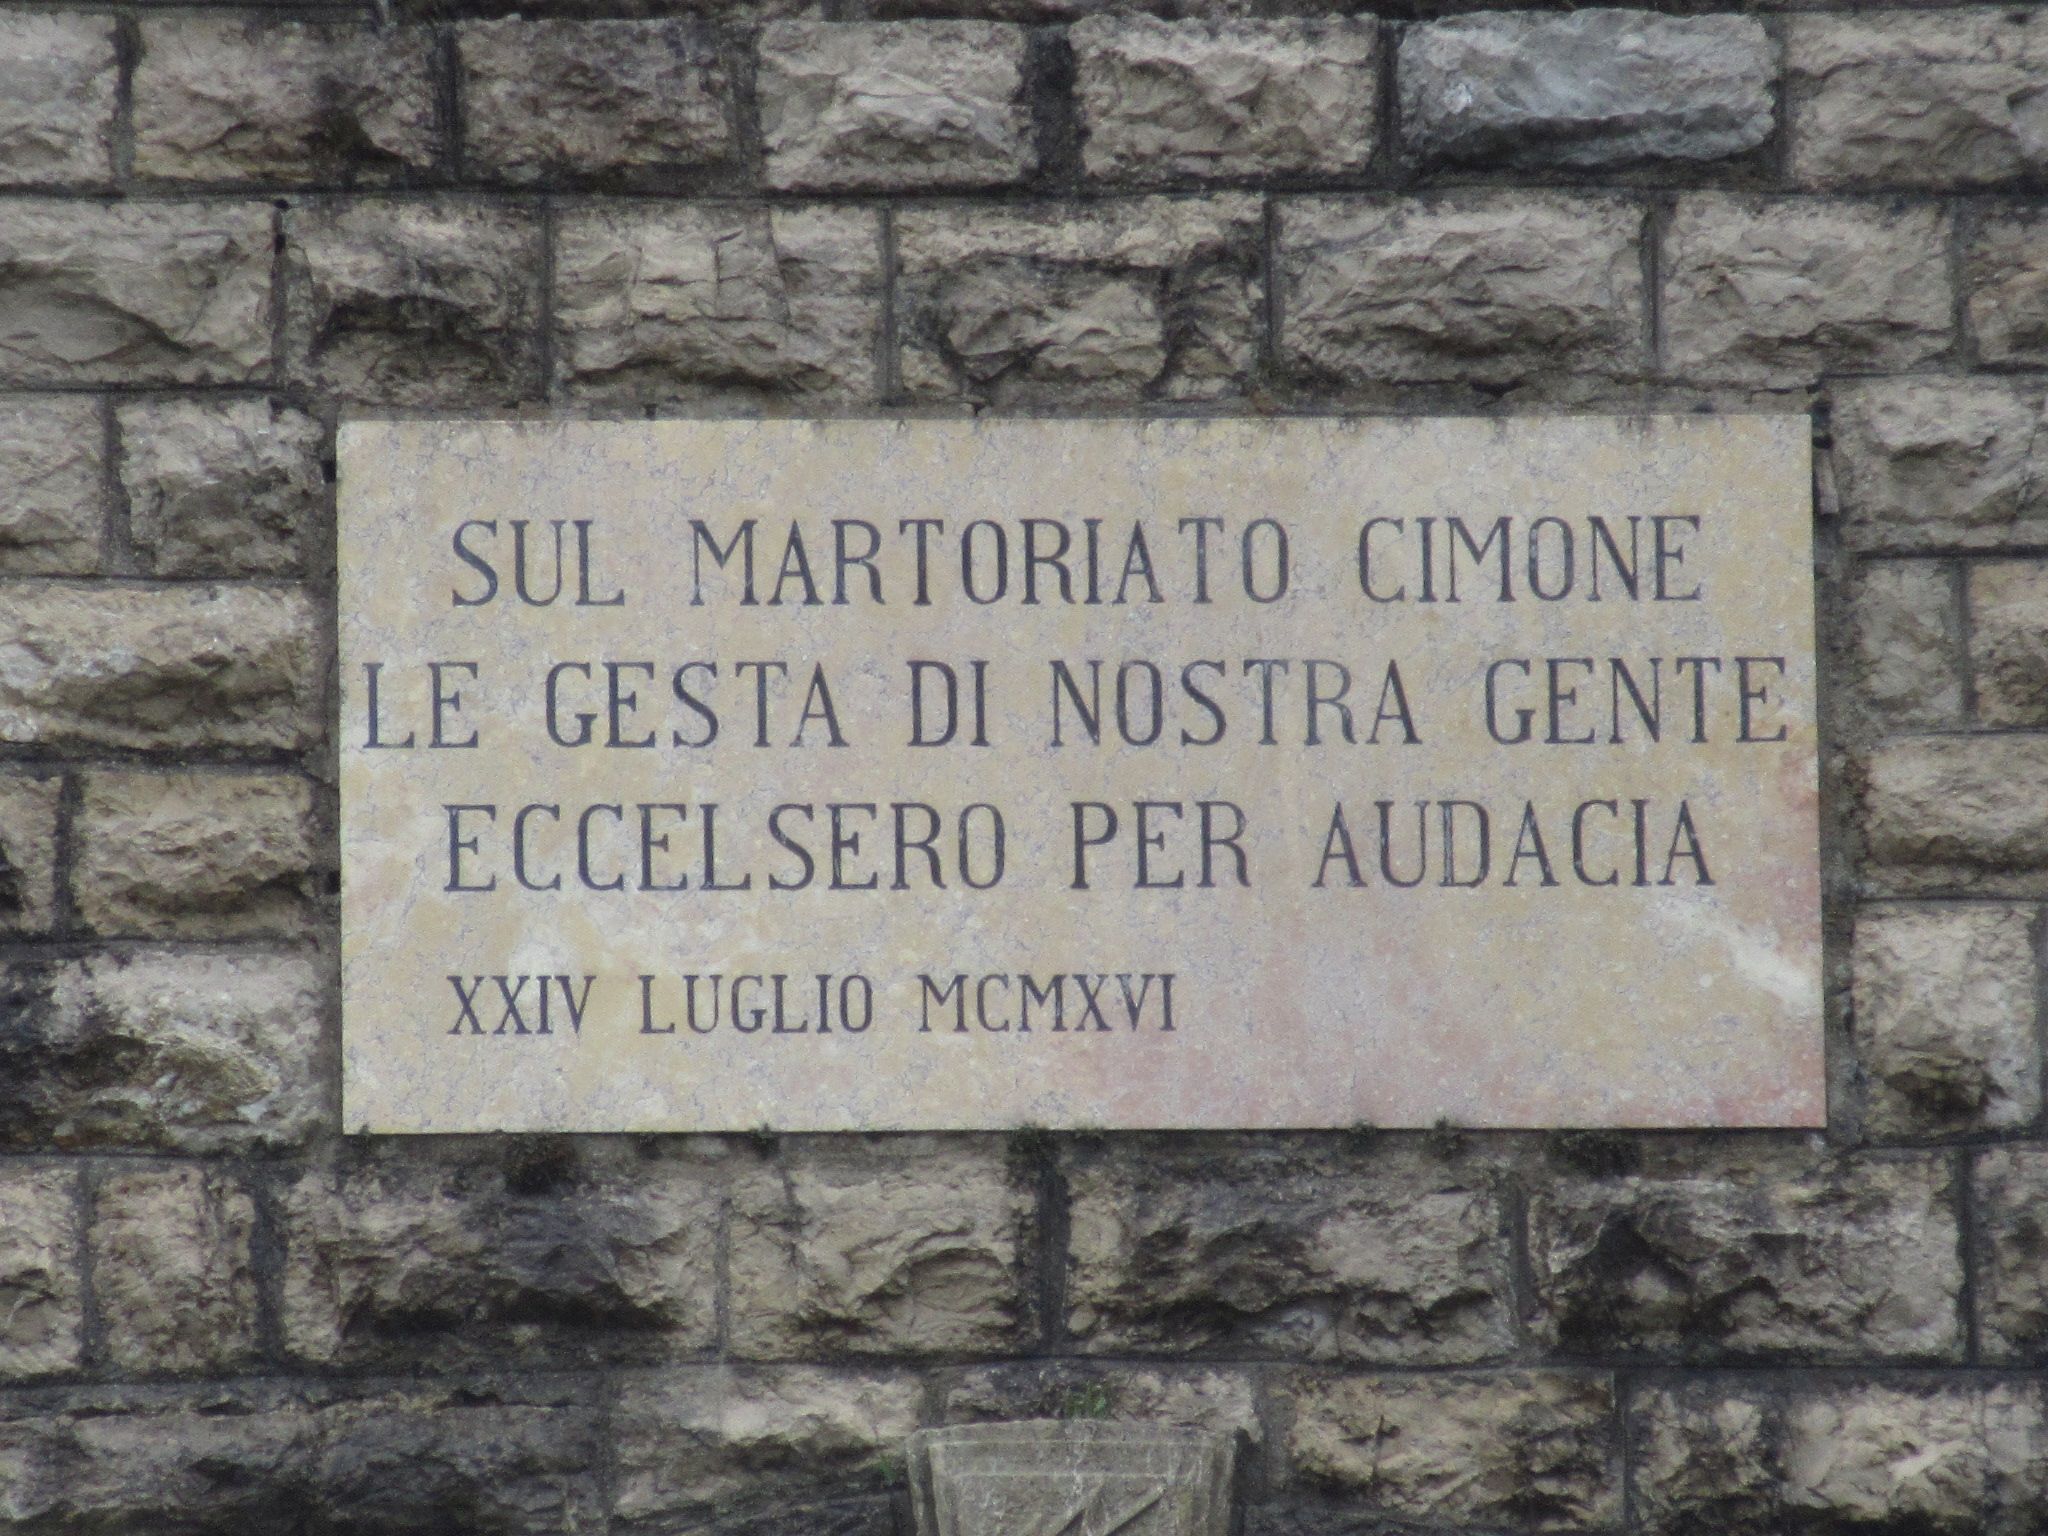 SUL MARTORIATO CIMONE
LE GESTA DI NOSTRA GENTE
ECCELSERO PER AUDACIA
XXIV LUGLIO MCMXVI